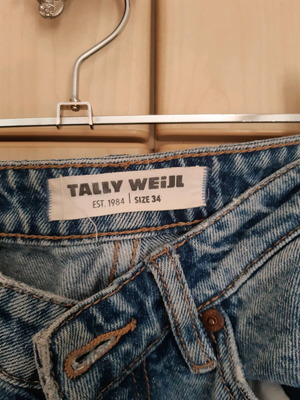 TALLY WEiJL
EST. 1984 | SIZE 34